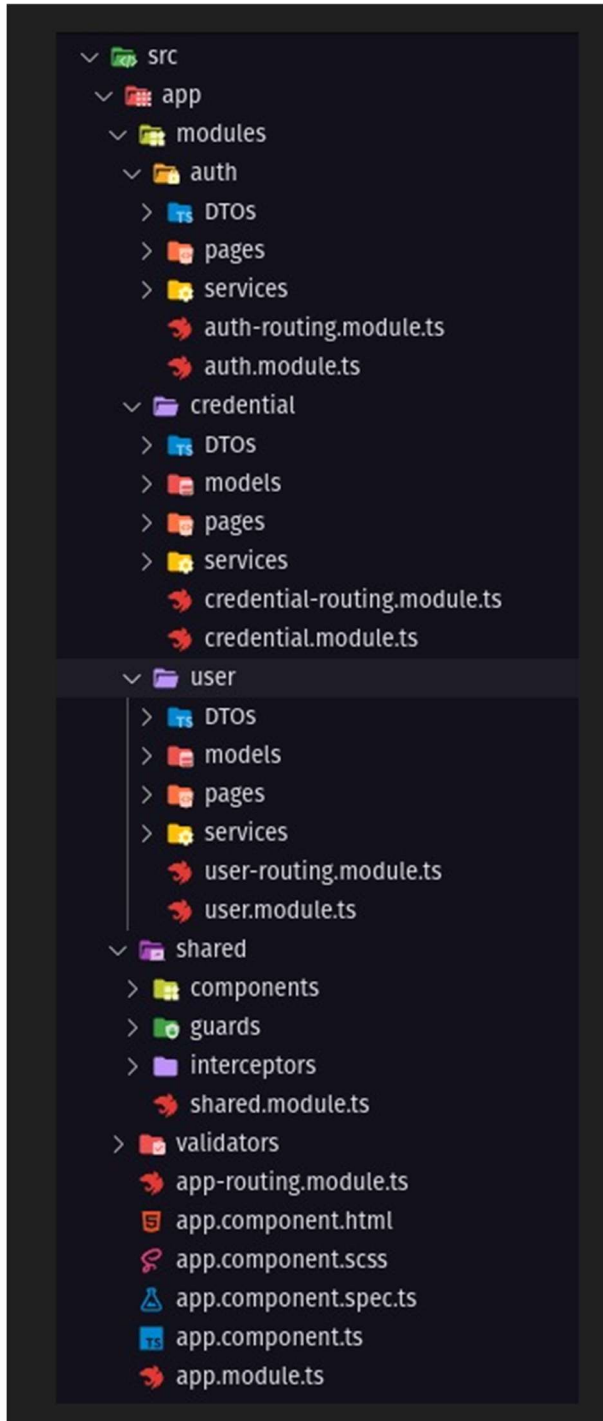 src
app
modules
auth
DTOs
pages
services
auth-routing.module.ts
auth.module.ts
credential
DTOs
models
pages
services
credential-routing.module.ts
credential.module.ts
user
DTOs
models
pages
services
user-routing.module.ts
user.module.ts
shared
components
guards
interceptors
shared.module.ts
validators
app-routing.module.ts
app.component.html
app.component.scss
app.component.spec.ts
app.component.ts
app.module.ts